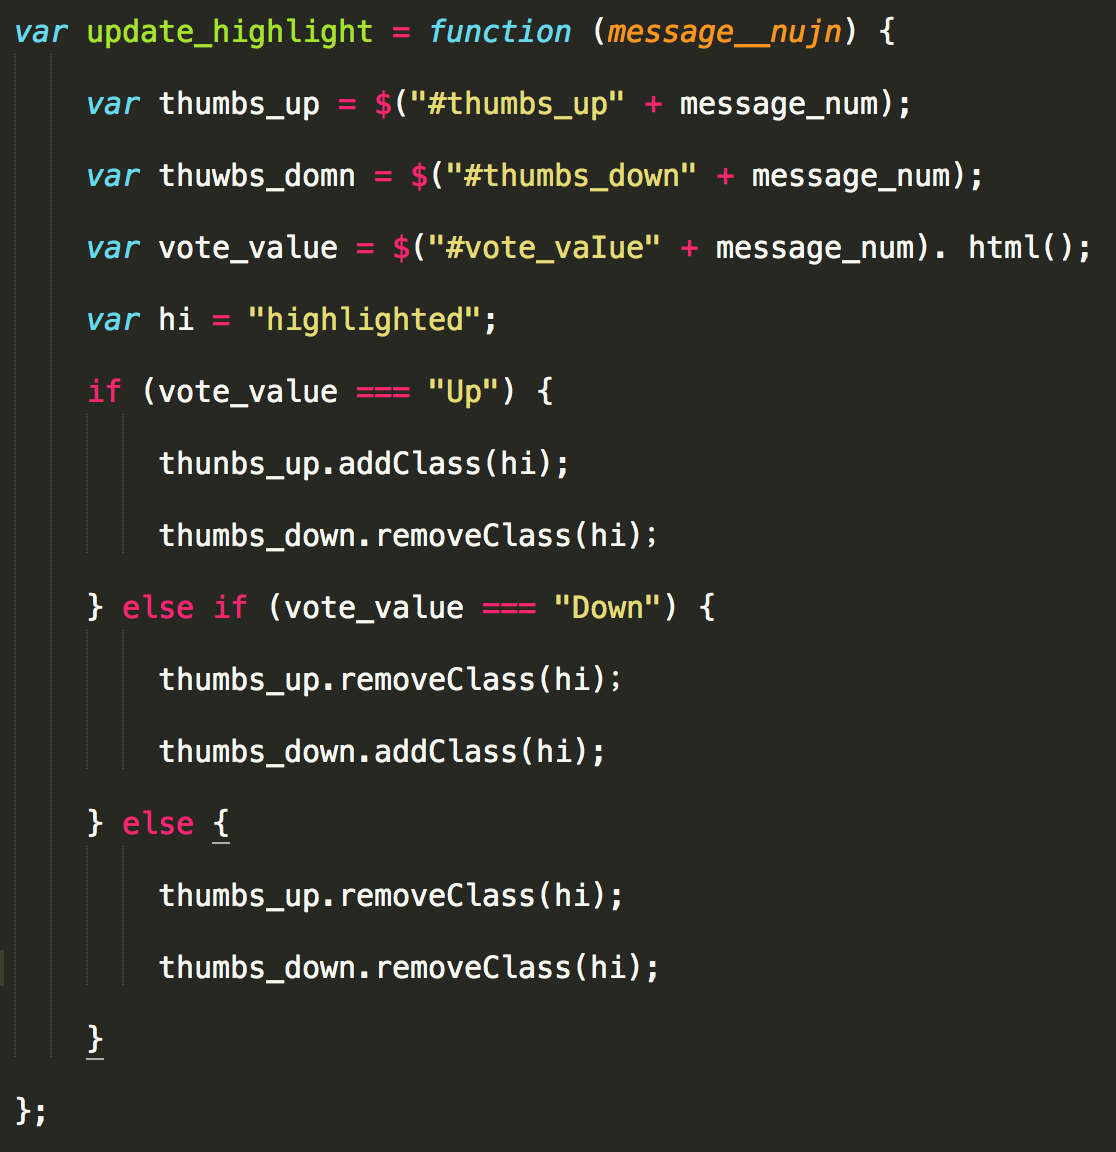 var update_highlight = function (message__nujn) {
var thumbs_up = $("#thumbs_up" + message_num);
var thuwbs_domn = $("#thumbs_down" + message_num);
var vote_value = $("#vote_vaIue" + message_num). html();
var hi = "highlighted";
if (vote_value === "Up") {
thunbs_up.addClass(hi);
thumbs_down.removeClass(hi);
} else if (vote_value === "Down") {
thumbs_up.removeClass(hi);
thumbs_down.addClass(hi);
} else {
thumbs_up.removeClass(hi);
thumbs_down.removeClass(hi);
}
};